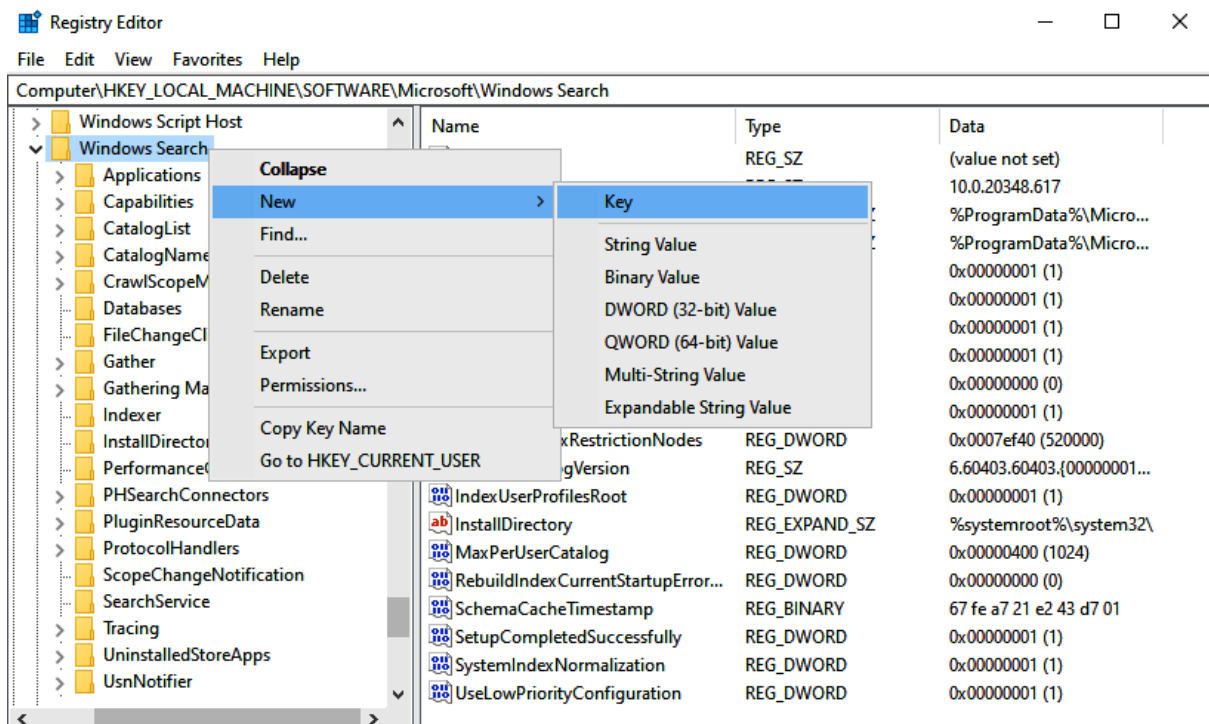 Registry Editor
File Edit View Favorites Help
Computer\HKEY_LOCAL_MACHINE\SOFTWARE\Microsoft\Windows Search
Windows Script Host
Windows Search
Applications
Capabilities
CatalogList
CatalogName
CrawlScopeM
Databases
FileChangeCl
Gather
Gathering Ma
Indexer
InstallDirector
Performance
PHSearchConnectors
PluginResourceData
ProtocolHandlers
ScopeChangeNotification
SearchService
Tracing
UninstalledStoreApps
UsnNotifier
Collapse
New
Find...
Delete
Rename
Export
Permissions...
Copy Key Name
Go to HKEY_CURRENT_USER
Key
String Value
Binary Value
DWORD (32-bit) Value
QWORD (64-bit) Value
Multi-String Value
Expandable String Value
Name Type Data
REG_SZ (value not set)
10.0.20348.617
Z %ProgramData%\Micro...
Z %ProgramData%\Micro...
0x00000001 (1)
0x00000001 (1)
0x00000001 (1)
0x00000001 (1)
0x00000000 (0)
0x00000001 (1)
xRestrictionNodes REG_DWORD 0x0007ef40 (520000)
gVersion REG_SZ 6.60403.60403.{00000001...
IndexUserProfilesRoot REG_DWORD 0x00000001 (1)
InstallDirectory REG_EXPAND_SZ %systemroot%\system32\
MaxPerUserCatalog REG_DWORD 0x00000400 (1024)
RebuildIndexCurrentStartupError... REG_DWORD 0x00000000 (0)
SchemaCacheTimestamp REG_BINARY 67 fe a7 21 e2 43 d7 01
SetupCompletedSuccessfully REG_DWORD 0x00000001 (1)
SystemIndexNormalization REG_DWORD 0x00000001 (1)
UseLowPriorityConfiguration REG_DWORD 0x00000001 (1)